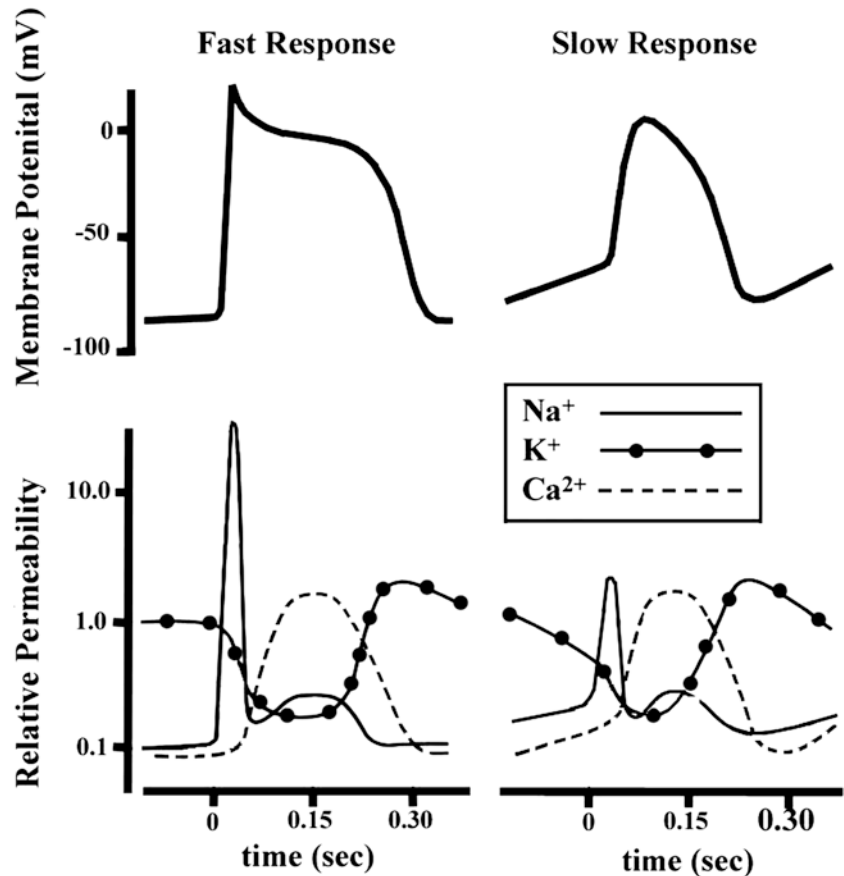 Fast Response
Slow Response
Membrane Potenital (mV)
0
-50
-100
Na⁺
K⁺
Ca²⁺
Relative Permeability
10.0
1.0
0.1
0
0.15
0.30
0
0.15
0.30
time (sec)
time (sec)